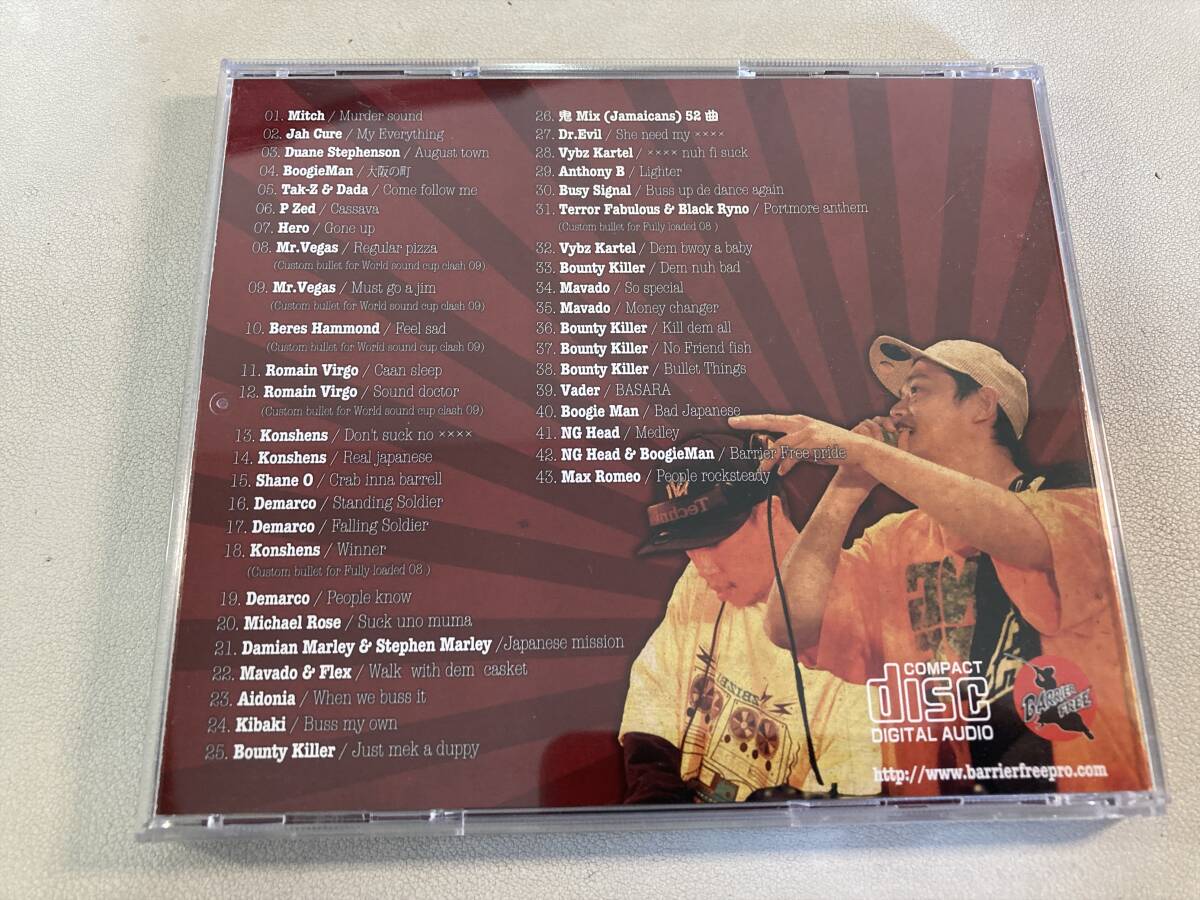 01. Mitch / Murder sound
02. Jah Cure / My Everything
03. Duane Stephenson / August town
04. BoogieMan / 大阪の町
05. Tak-Z & Dada / Come follow me
06. P Zed / Cassava
07. Hero / Gone up
08. Mr.Vegas / Regular pizza
(Custom bullet for World sound cup clash 09)
09. Mr.Vegas / Must go a jim
(Custom bullet for World sound cup clash 09)
10. Beres Hammond / Feel sad
(Custom bullet for World sound cup clash 09)
11. Romain Virgo / Caan sleep
12. Romain Virgo / Sound doctor
(Custom bullet for World sound cup clash 09)
13. Konshens / Don't suck no ××××
14. Konshens / Real japanese
15. Shane O / Crab inna barrell
16. Demarco / Standing Soldier
17. Demarco / Falling Soldier
18. Konshens / Winner
(Custom bullet for Fully loaded 08 )
19. Demarco / People know
20. Michael Rose / Suck uno muma
21. Damian Marley & Stephen Marley /Japanese mission
22. Mavado & Flex / Walk with dem casket
23. Aidonia / When we buss it
24. Kibaki / Buss my own
25. Bounty Killer / Just mek a duppy
26. 鬼 Mix (Jamaicans) 52 曲
27. Dr.Evil / She need my ××××
28. Vybz Kartel / ×××× nuh fi suck
29. Anthony B / Lighter
30. Busy Signal / Buss up de dance again
31. Terror Fabulous & Black Ryno / Portmore anthem
(Custom bullet for Fully loaded 08 )
32. Vybz Kartel / Dem bwoy a baby
33. Bounty Killer / Dem nuh bad
34. Mavado / So special
35. Mavado / Money changer
36. Bounty Killer / Kill dem all
37. Bounty Killer / No Friend fish
38. Bounty Killer / Bullet Things
39. Vader / BASARA
40. Boogie Man / Bad Japanese
41. NG Head / Medley
42. NG Head & BoogieMan / Barrier Free pride
43. Max Romeo / People rocksteady
COMPACT
disc
DIGITAL AUDIO
BARRIER
FREE
http://www.barrierfreepro.com